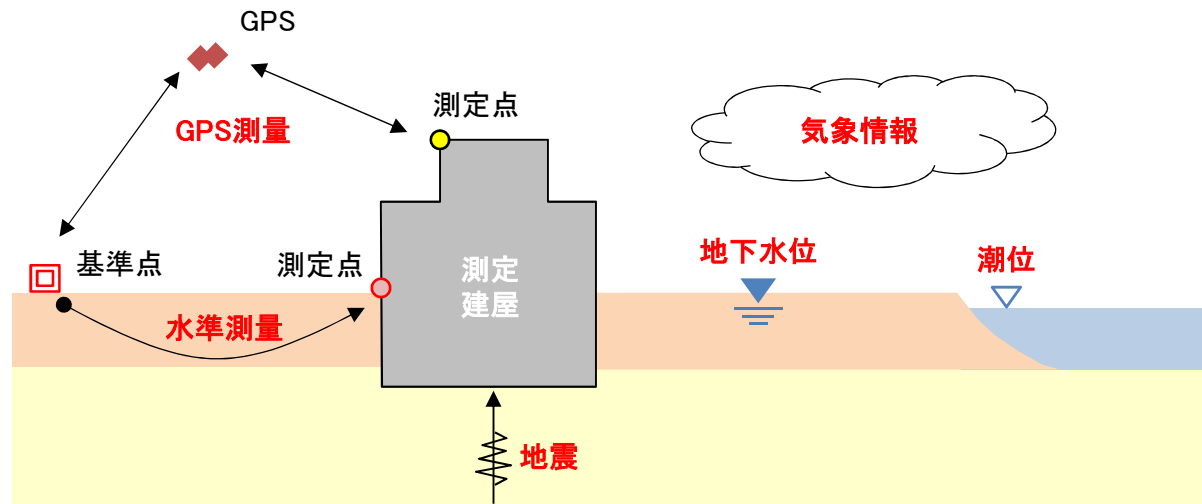 GPS
測定点
GPS測量
気象情報
基準点
測定点
測定
建屋
地下水位
潮位
水準測量
地震